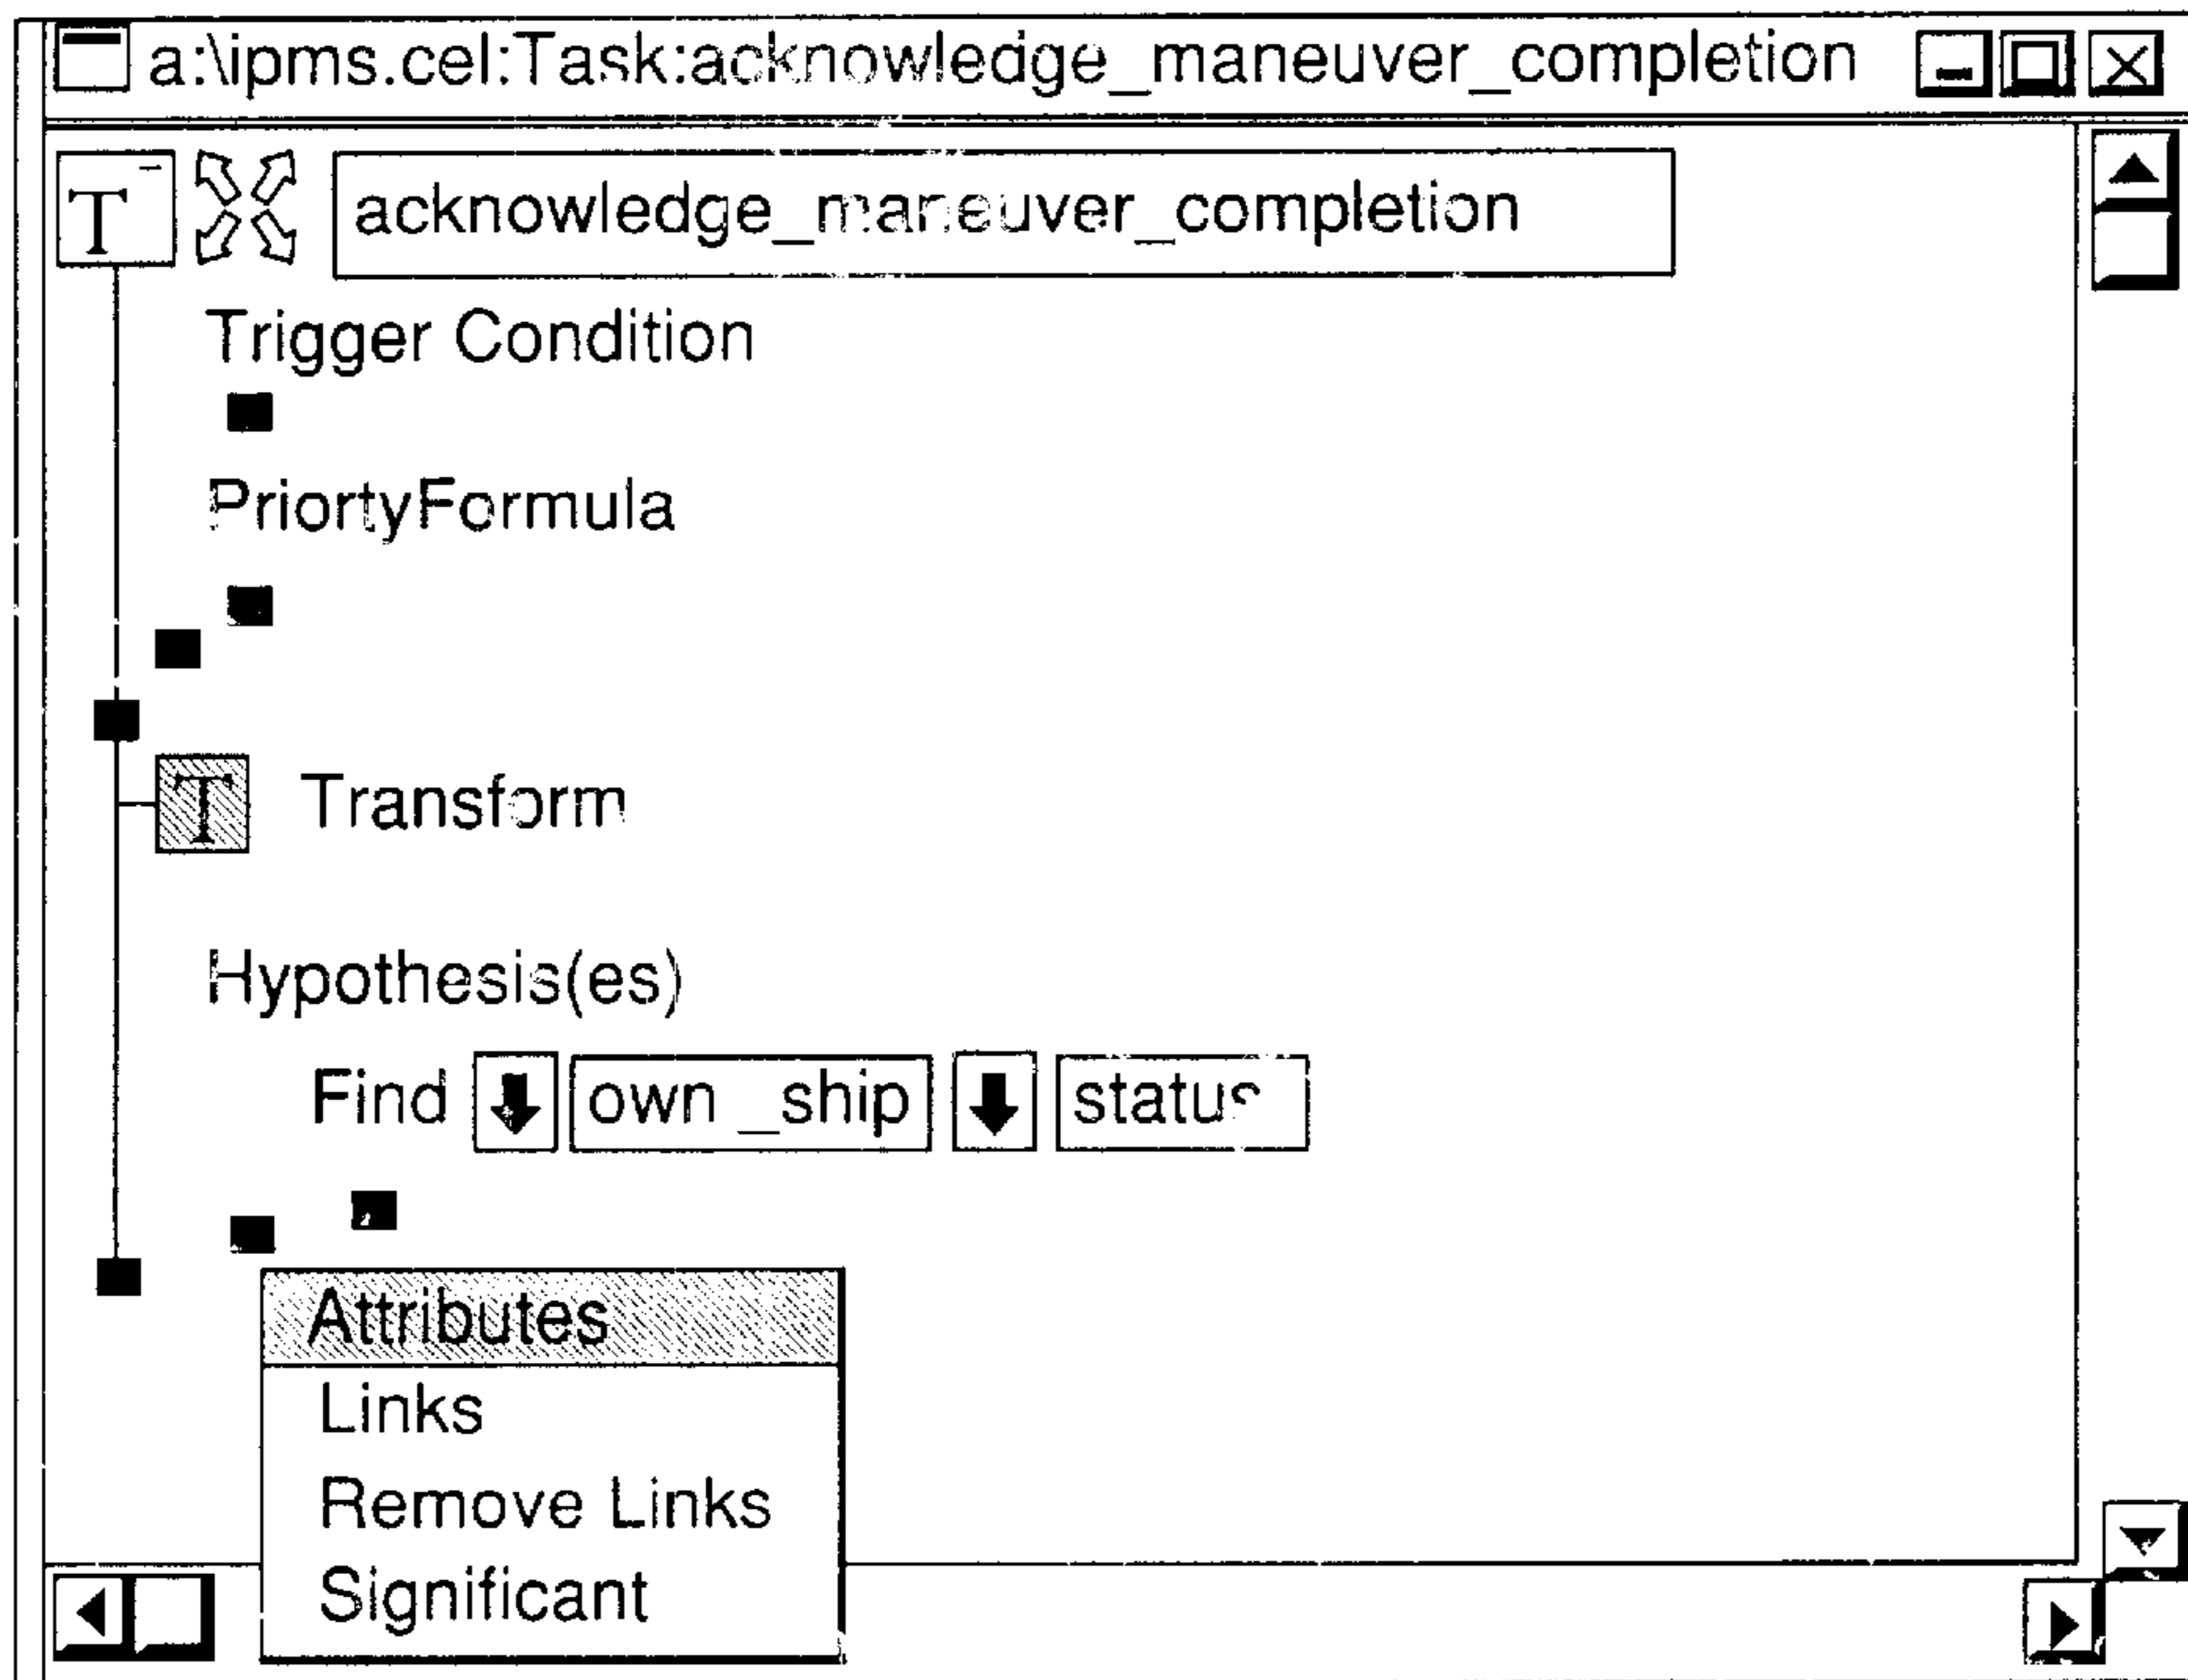 a:\ipms.cel:Task:acknowledge_maneuver_completion
T acknowledge_maneuver_completion
Trigger Condition
PriortyFormula
T Transform
Hypothesis(es)
Find own _ship status
Attributes
Links
Remove Links
Significant